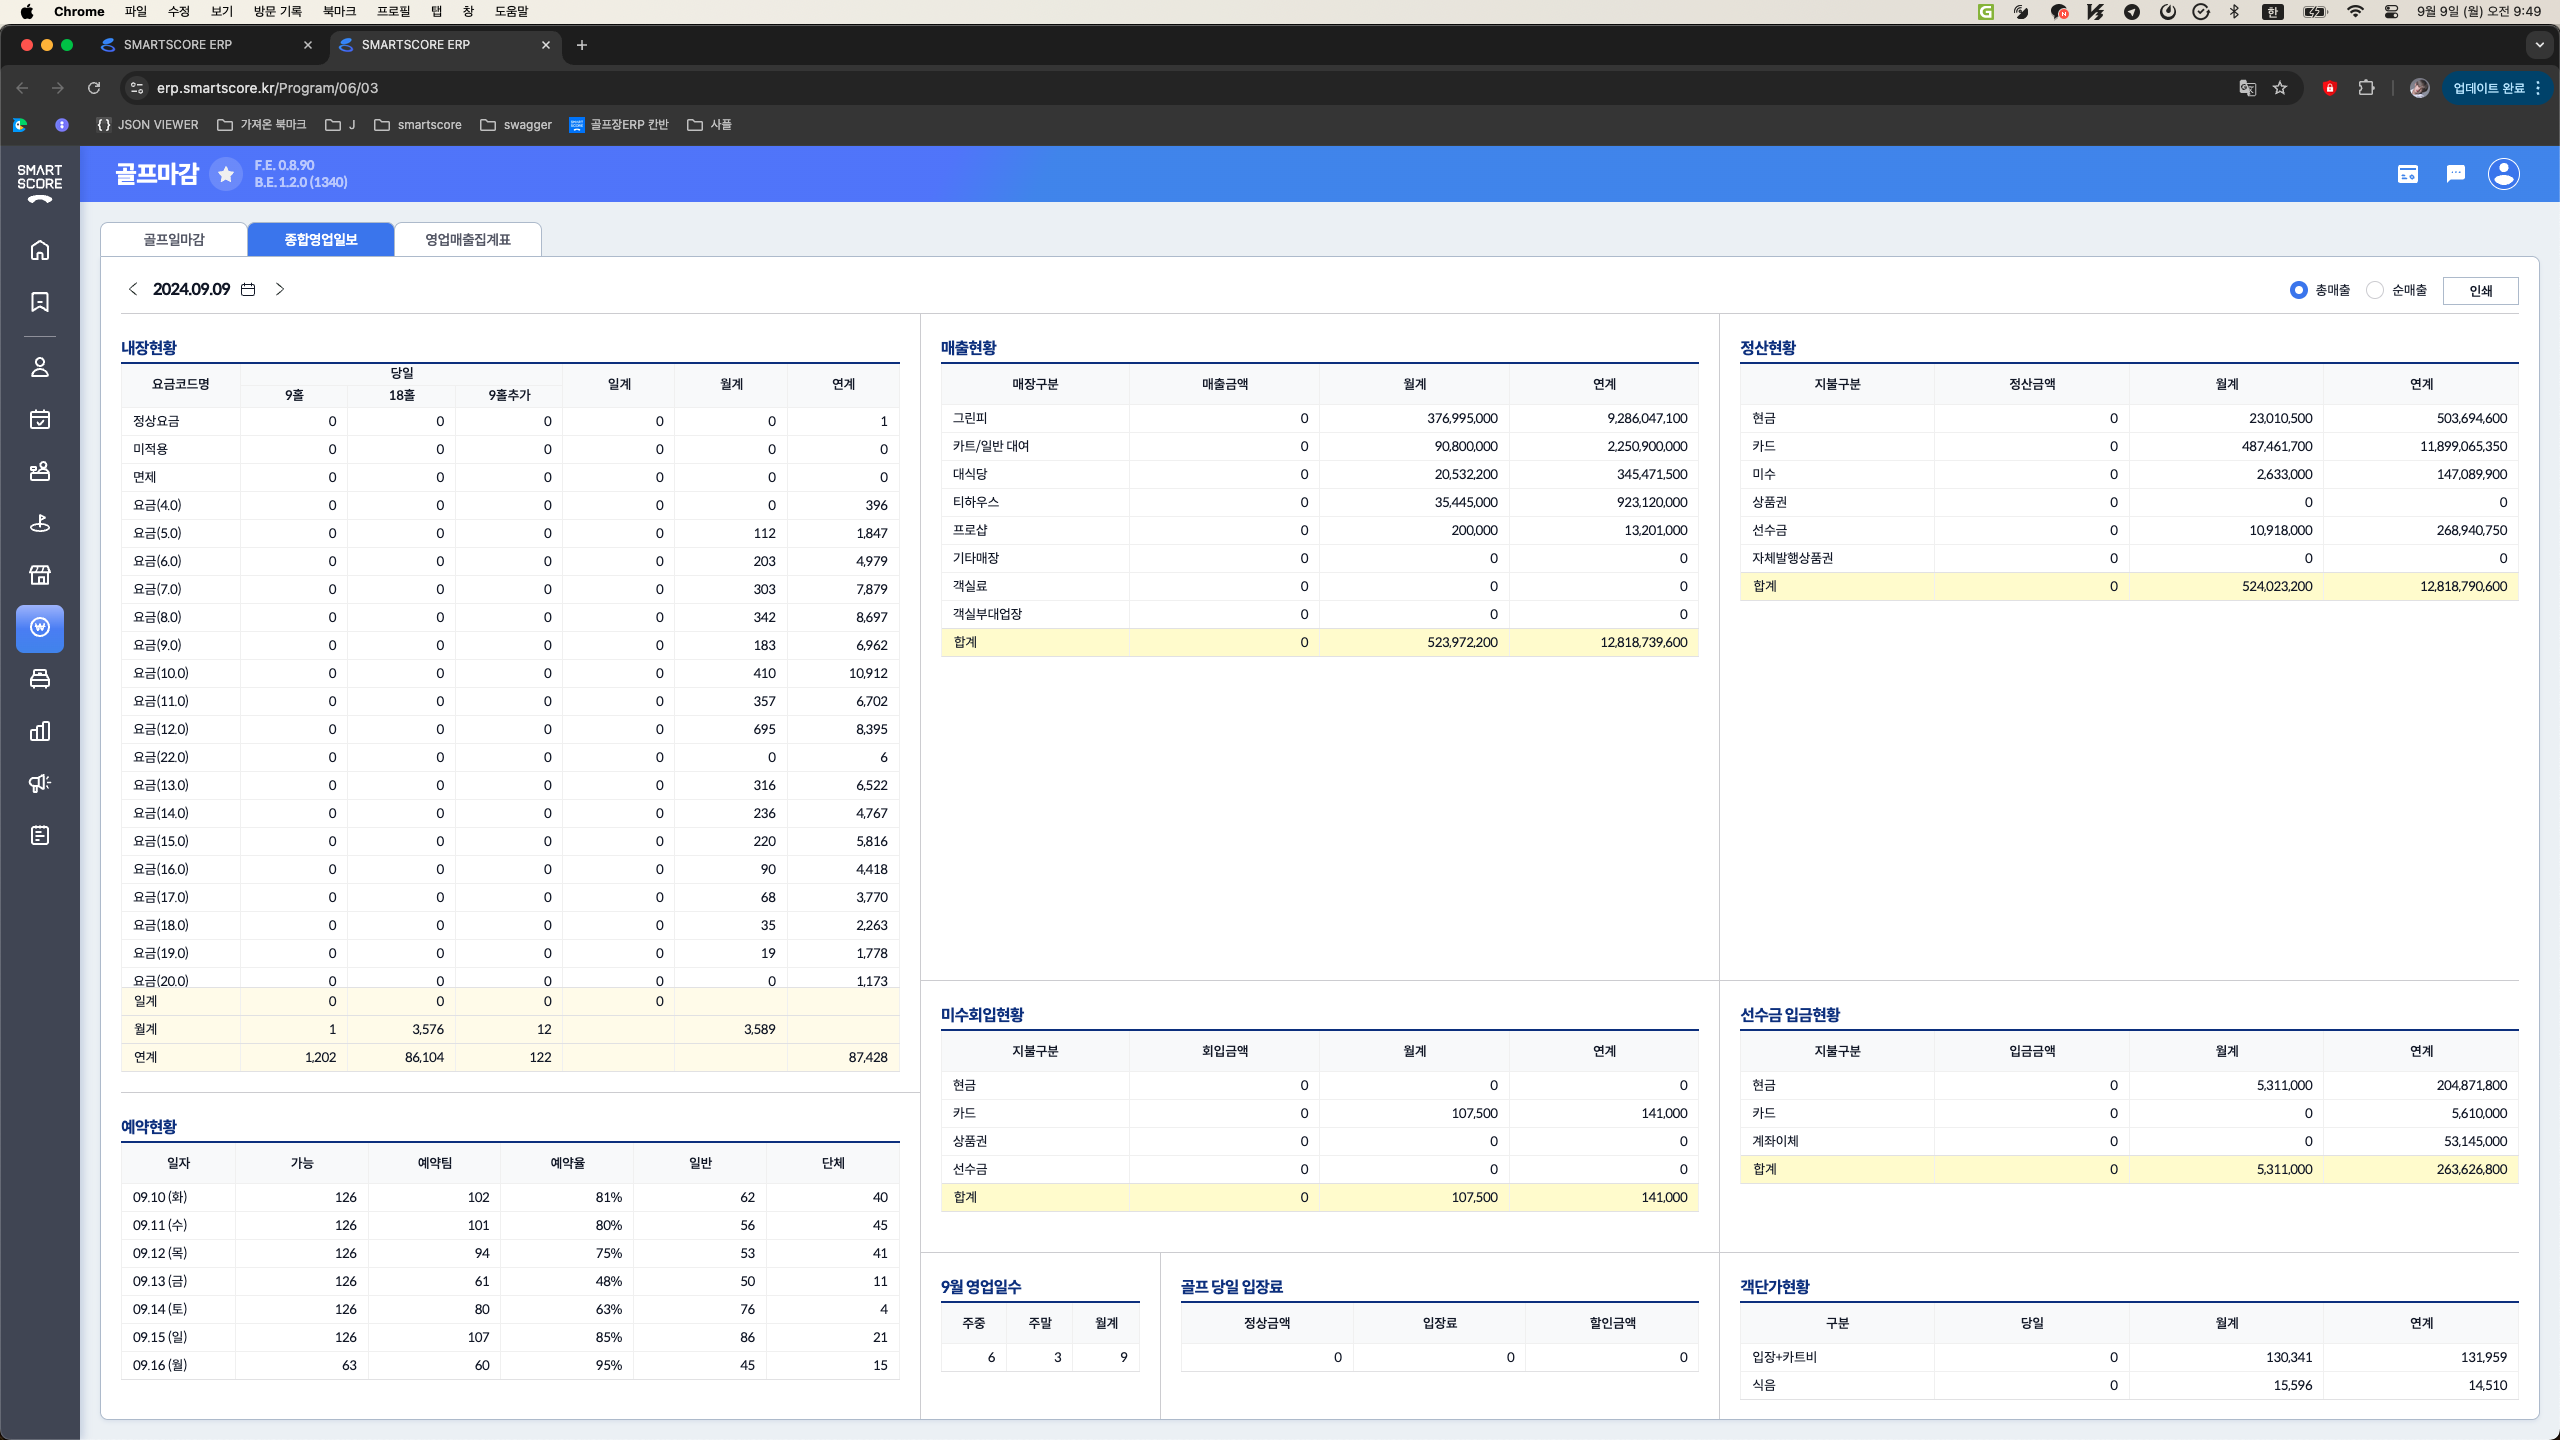 Chrome 파일 수정 보기 방문 기록 북마크 프로필 탭 창 도움말 한 9월 9일 (월) 오전 9:49
SMARTSCORE ERP SMARTSCORE ERP
erp.smartscore.kr/Program/06/03 업데이트 완료
JSON VIEWER 가져온 북마크 J smartscore swagger 골프장ERP 칸반 사플
SMART
SCORE
골프마감
F.E. 0.8.90
B.E. 1.2.0 (1340)
골프일마감 종합영업일보 영업매출집계표
2024.09.09 총매출 순매출 인쇄
내장현황
요금코드명 당일 일계 월계 연계
9홀 18홀 9홀추가
정상요금 0 0 0 0 0 1
미적용 0 0 0 0 0 0
면제 0 0 0 0 0 0
요금(4.0) 0 0 0 0 0 396
요금(5.0) 0 0 0 0 112 1,847
요금(6.0) 0 0 0 0 203 4,979
요금(7.0) 0 0 0 0 303 7,879
요금(8.0) 0 0 0 0 342 8,697
요금(9.0) 0 0 0 0 183 6,962
요금(10.0) 0 0 0 0 410 10,912
요금(11.0) 0 0 0 0 357 6,702
요금(12.0) 0 0 0 0 695 8,395
요금(22.0) 0 0 0 0 0 6
요금(13.0) 0 0 0 0 316 6,522
요금(14.0) 0 0 0 0 236 4,767
요금(15.0) 0 0 0 0 220 5,816
요금(16.0) 0 0 0 0 90 4,418
요금(17.0) 0 0 0 0 68 3,770
요금(18.0) 0 0 0 0 35 2,263
요금(19.0) 0 0 0 0 19 1,778
요금(20.0) 0 0 0 0 0 1,173
일계 0 0 0 0
월계 1 3,576 12 3,589
연계 1,202 86,104 122 87,428
예약현황
일자 가능 예약팀 예약율 일반 단체
09.10 (화) 126 102 81% 62 40
09.11 (수) 126 101 80% 56 45
09.12 (목) 126 94 75% 53 41
09.13 (금) 126 61 48% 50 11
09.14 (토) 126 80 63% 76 4
09.15 (일) 126 107 85% 86 21
09.16 (월) 63 60 95% 45 15
매출현황
매장구분 매출금액 월계 연계
그린피 0 376,995,000 9,286,047,100
카트/일반 대여 0 90,800,000 2,250,900,000
대식당 0 20,532,200 345,471,500
티하우스 0 35,445,000 923,120,000
프로샵 0 200,000 13,201,000
기타매장 0 0 0
객실료 0 0 0
객실부대업장 0 0 0
합계 0 523,972,200 12,818,739,600
정산현황
지불구분 정산금액 월계 연계
현금 0 23,010,500 503,694,600
카드 0 487,461,700 11,899,065,350
미수 0 2,633,000 147,089,900
상품권 0 0 0
선수금 0 10,918,000 268,940,750
자체발행상품권 0 0 0
합계 0 524,023,200 12,818,790,600
미수회입현황
지불구분 회입금액 월계 연계
현금 0 0 0
카드 0 107,500 141,000
상품권 0 0 0
선수금 0 0 0
합계 0 107,500 141,000
선수금 입금현황
지불구분 입금금액 월계 연계
현금 0 5,311,000 204,871,800
카드 0 0 5,610,000
계좌이체 0 0 53,145,000
합계 0 5,311,000 263,626,800
9월 영업일수
주중 주말 월계
6 3 9
골프 당일 입장료
정상금액 입장료 할인금액
0 0 0
객단가현황
구분 당일 월계 연계
입장+카트비 0 130,341 131,959
식음 0 15,596 14,510